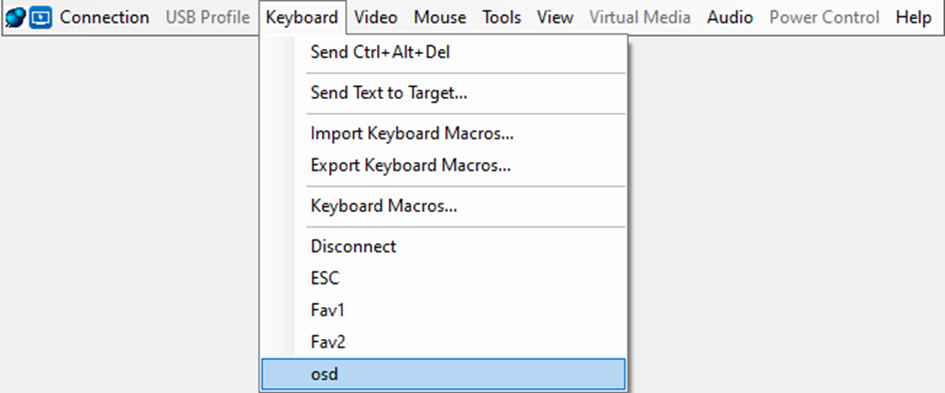 Connection USB Profile Keyboard Video Mouse Tools View Virtual Media Audio Power Control Help
Send Ctrl+Alt+Del
Send Text to Target...
Import Keyboard Macros...
Export Keyboard Macros...
Keyboard Macros...
Disconnect
ESC
Fav1
Fav2
osd